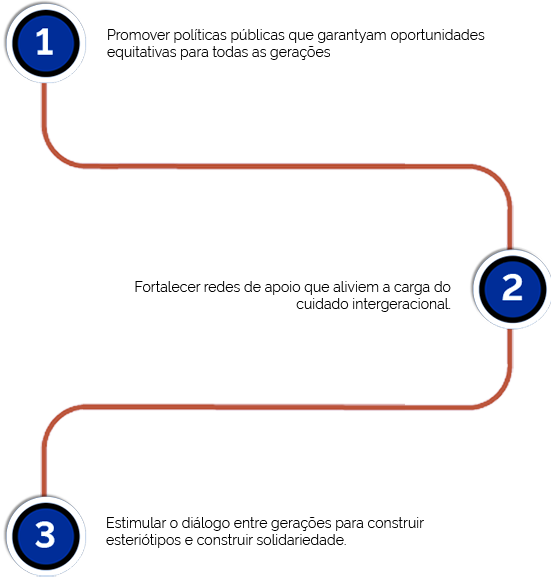 1
Promover políticas públicas que garantyam oportunidades
equitativas para todas as gerações
2
Fortalecer redes de apoio que aliviem a carga do
cuidado intergeracional.
3
Estimular o diálogo entre gerações para construir
esteriótipos e construir solidariedade.